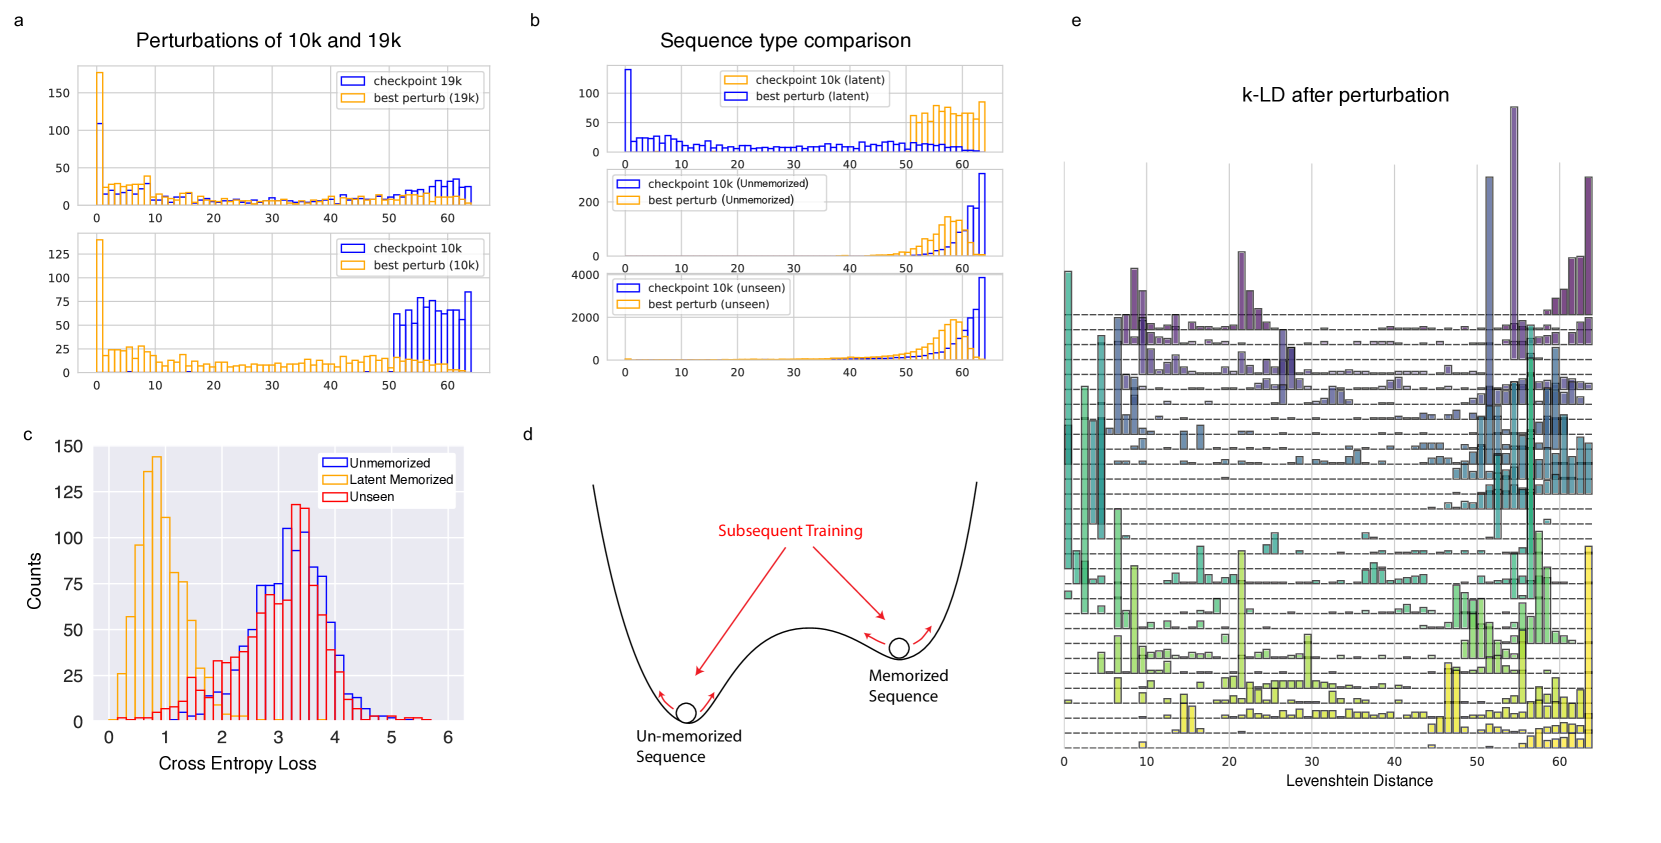 a
Perturbations of 10k and 19k
checkpoint 19k
best perturb (19k)
150
100
50
0
0 10 20 30 40 50 60
checkpoint 10k
best perturb (10k)
125
100
75
50
25
0
0 10 20 30 40 50 60
b
Sequence type comparison
checkpoint 10k (latent)
best perturb (latent)
100
50
0
0 10 20 30 40 50 60
checkpoint 10k (Unmemorized)
best perturb (Unmemorized)
200
0
0 10 20 30 40 50 60
checkpoint 10k (unseen)
best perturb (unseen)
4000
2000
0
0 10 20 30 40 50 60
c
Unmemorized
Latent Memorized
Unseen
150
125
100
75
50
25
0
Counts
0 1 2 3 4 5 6
Cross Entropy Loss
d
Subsequent Training
Memorized
Sequence
Un-memorized
Sequence
e
k-LD after perturbation
0 10 20 30 40 50 60
Levenshtein Distance